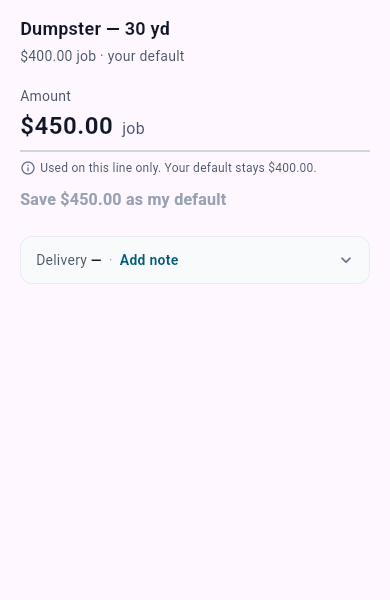 Dumpster — 30 yd
$400.00 job · your default
Amount
$450.00 job
Used on this line only. Your default stays $400.00.
Save $450.00 as my default
Delivery — · Add note